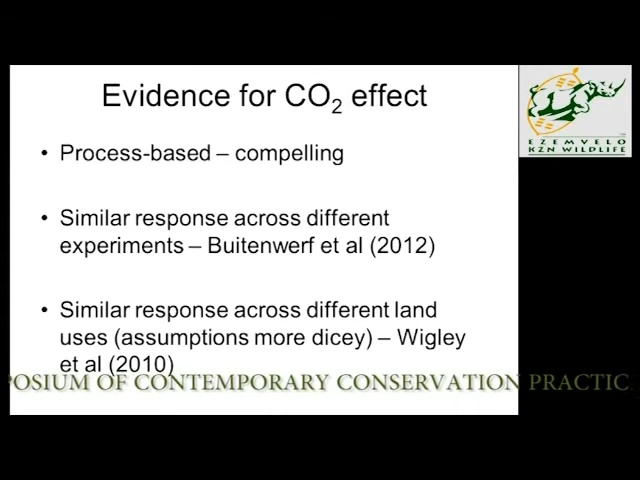 Evidence for CO₂ effect
• Process-based – compelling
• Similar response across different
experiments – Buitenwerf et al (2012)
• Similar response across different land
uses (assumptions more dicey) – Wigley
et al (2010)
POSIUM OF CONTEMPORARY CONSERVATION PRACTIC
EZEMVELO
KZN WILDLIFE